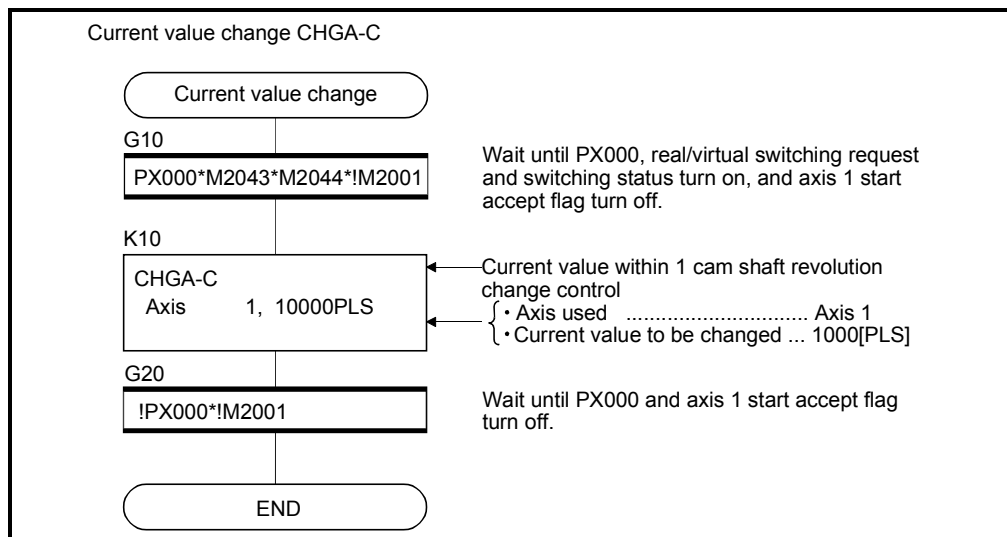 Current value change CHGA-C
Current value change
G10
PX000*M2043*M2044*!M2001
Wait until PX000, real/virtual switching request
and switching status turn on, and axis 1 start
accept flag turn off.
K10
CHGA-C
Axis 1, 10000PLS
Current value within 1 cam shaft revolution
change control
• Axis used ................................ Axis 1
• Current value to be changed ... 1000[PLS]
G20
!PX000*!M2001
Wait until PX000 and axis 1 start accept flag
turn off.
END